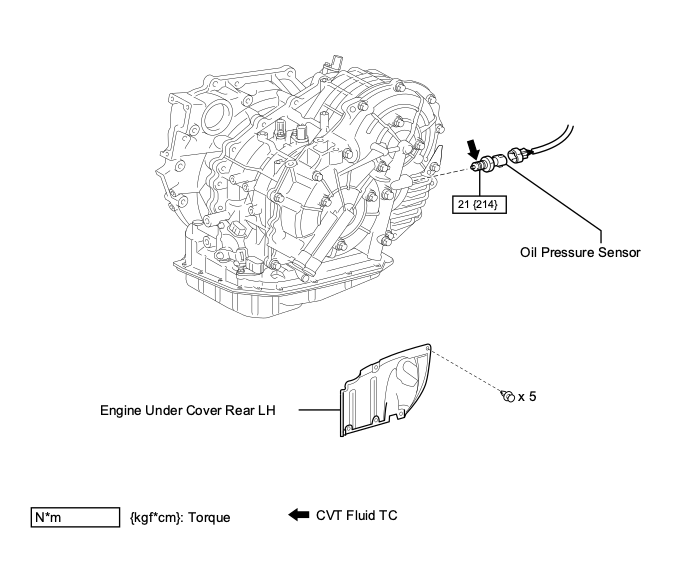 21 {214}
Oil Pressure Sensor
x 5
Engine Under Cover Rear LH
N*m {kgf*cm}: Torque CVT Fluid TC